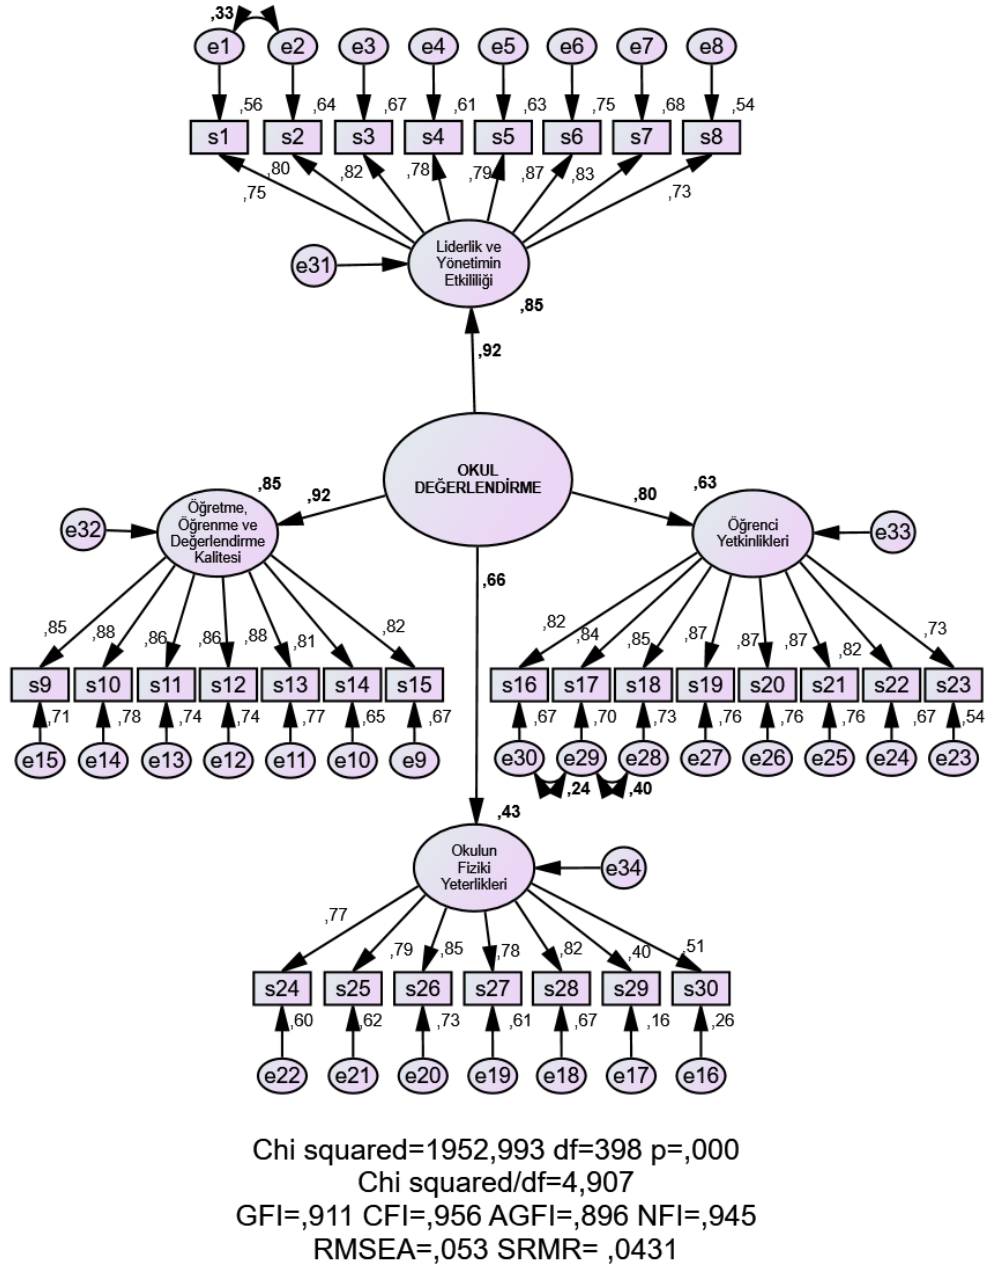 ,33
e1 e2 e3 e4 e5 e6 e7 e8
,56 ,64 ,67 ,61 ,63 ,75 ,68 ,54
s1 s2 s3 s4 s5 s6 s7 s8
,75 ,80 ,82 ,78 ,79 ,87 ,83 ,73
e31
Liderlik ve
Yönetimin
Etkililiği
,85
,92
OKUL
DEĞERLENDİRME
,85
,92
e32
Öğretme,
Öğrenme ve
Değerlendirme
Kalitesi
,80
,63
Öğrenci
Yetkinlikleri
e33
,66
,85 ,88 ,86 ,86 ,88 ,81 ,82
s9 s10 s11 s12 s13 s14 s15
,71 ,78 ,74 ,74 ,77 ,65 ,67
e15 e14 e13 e12 e11 e10 e9
,82 ,84 ,85 ,87 ,87 ,87 ,82 ,73
s16 s17 s18 s19 s20 s21 s22 s23
,67 ,70 ,73 ,76 ,76 ,76 ,67 ,54
e30 e29 e28 e27 e26 e25 e24 e23
,24 ,40
,43
Okulun
Fiziki
Yeterlikleri
e34
,77 ,79 ,85 ,78 ,82 ,40 ,51
s24 s25 s26 s27 s28 s29 s30
,60 ,62 ,73 ,61 ,67 ,16 ,26
e22 e21 e20 e19 e18 e17 e16
Chi squared=1952,993 df=398 p=,000
Chi squared/df=4,907
GFI=,911 CFI=,956 AGFI=,896 NFI=,945
RMSEA=,053 SRMR= ,0431